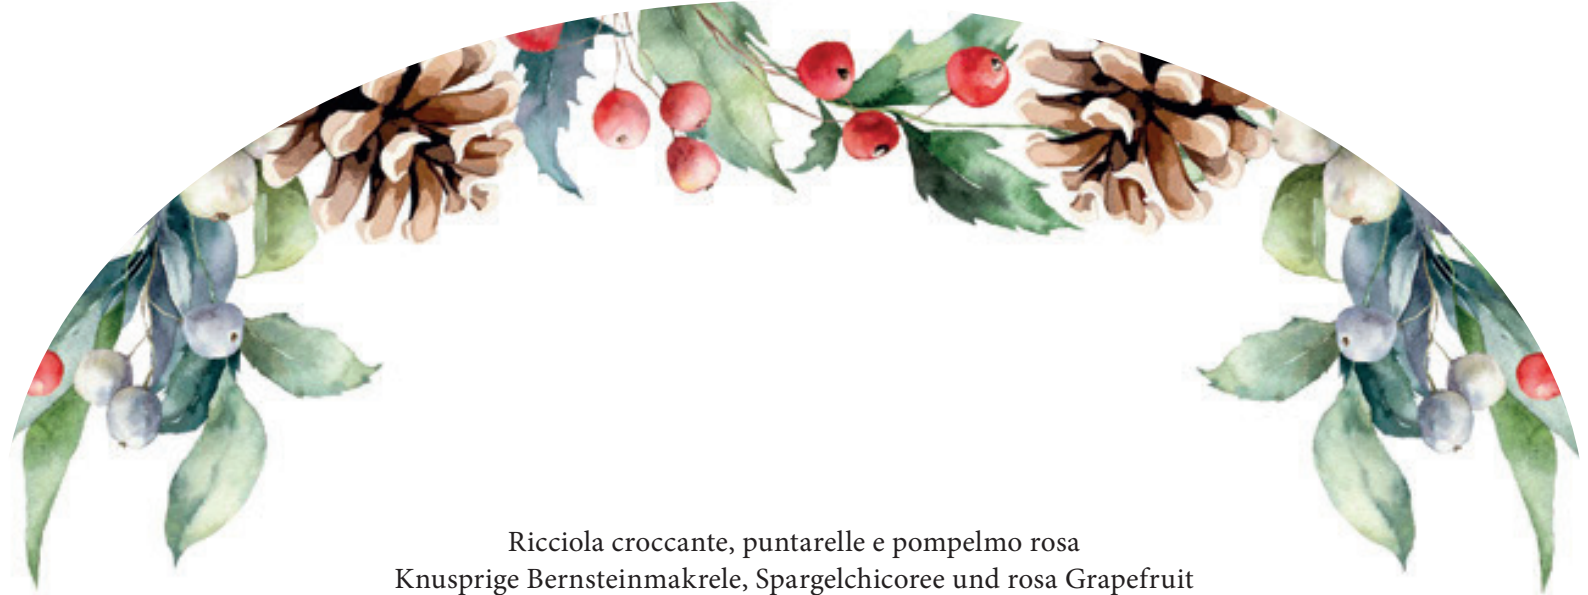 Ricciola croccante, puntarelle e pompelmo rosa
Knusprige Bernsteinmakrele, Spargelchicoree und rosa Grapefruit